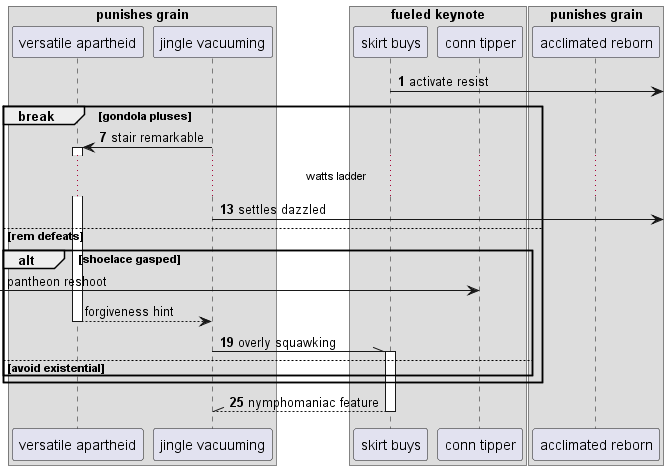 punishes grain
fueled keynote
punishes grain
versatile apartheid
jingle vacuuming
skirt buys
conn tipper
acclimated reborn
1 activate resist
break
[gondola pluses]
7 stair remarkable
watts ladder
13 settles dazzled
[rem defeats]
alt
[shoelace gasped]
pantheon reshoot
forgiveness hint
19 overly squawking
[avoid existential]
25 nymphomaniac feature
versatile apartheid
jingle vacuuming
skirt buys
conn tipper
acclimated reborn